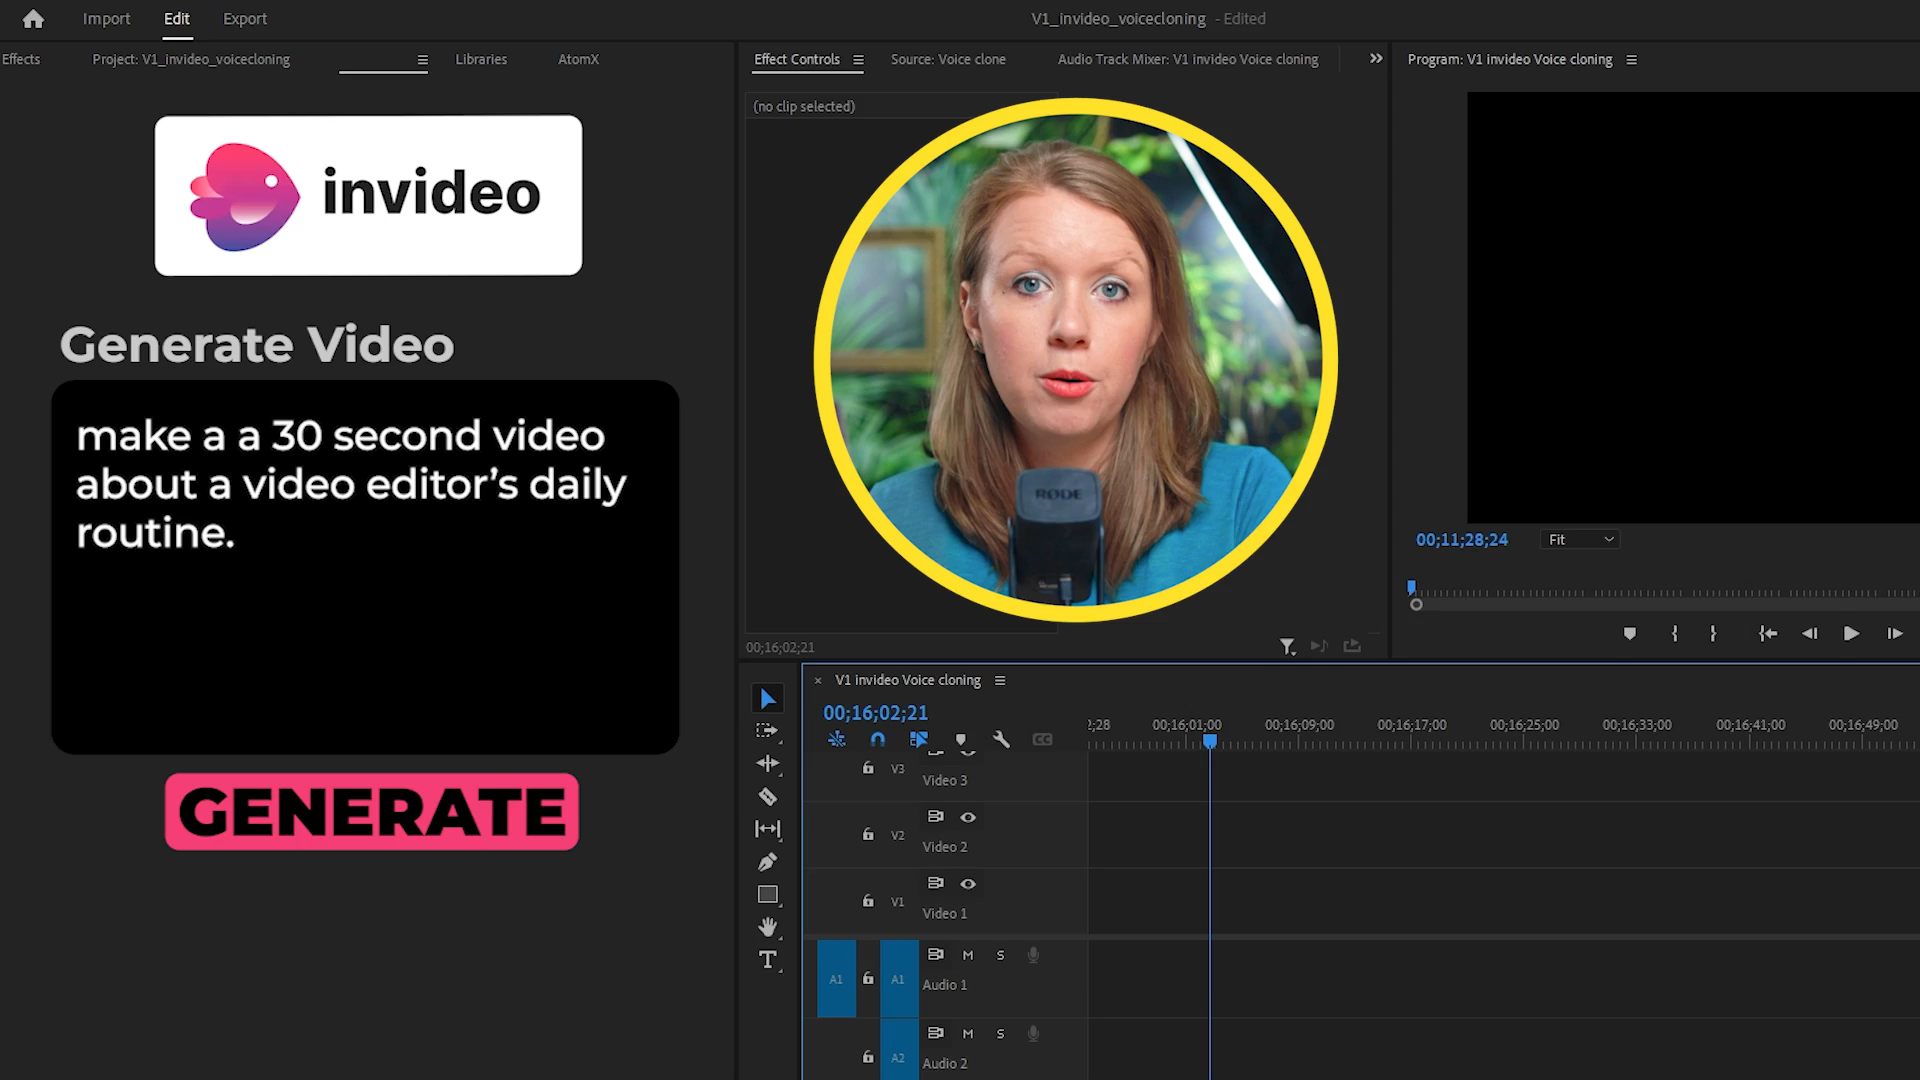 Import Edit Export
V1_invideo_voicecloning - Edited
Effects Project: V1_invideo_voicecloning Libraries AtomX
Effect Controls Source: Voice clone Audio Track Mixer: V1 invideo Voice cloning
Program: V1 invideo Voice cloning
(no clip selected)
invideo
Generate Video
make a a 30 second video
about a video editor's daily
routine.
GENERATE
RØDE
00;11;28;24 Fit
00;16;02;21
V1 invideo Voice cloning
00;16;02;21
2;28 00;16;01;00 00;16;09;00 00;16;17;00 00;16;25;00 00;16;33;00 00;16;41;00 00;16;49;00
CC
V3 Video 3
V2 Video 2
V1 Video 1
A1 A1 M S
Audio 1
A2 M S
Audio 2